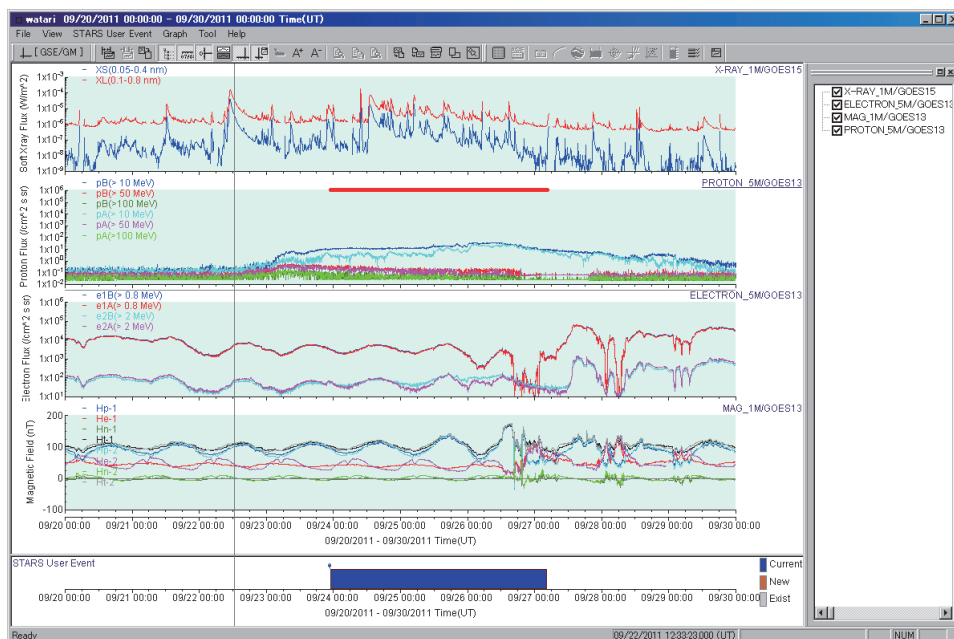 watari 09/20/2011 00:00:00 - 09/30/2011 00:00:00 Time(UT)
File View STARS User Event Graph Tool Help
[GSE/GM]
X-RAY_1M/GOES15
XS(0.05-0.4 nm)
XL(0.1-0.8 nm)
Soft Xray Flux (W/m^2)
1x10^-3
1x10^-4
1x10^-5
1x10^-6
1x10^-7
1x10^-8
1x10^-9
PROTON_5M/GOES13
pB(> 10 MeV)
pB(> 50 MeV)
pB(>100 MeV)
pA(> 10 MeV)
pA(> 50 MeV)
pA(>100 MeV)
Proton Flux (/cm^2 s sr)
1x10^6
1x10^5
1x10^4
1x10^3
1x10^2
1x10^1
1x10^0
1x10^-1
1x10^-2
ELECTRON_5M/GOES13
e1B(> 0.8 MeV)
e1A(> 0.8 MeV)
e2B(> 2 MeV)
e2A(> 2 MeV)
Electron Flux (/cm^2 s sr)
1x10^6
1x10^5
1x10^4
1x10^3
1x10^2
1x10^1
MAG_1M/GOES13
Hp-1
He-1
Hn-1
Ht-1
Hp-2
He-2
Hn-2
Ht-2
Magnetic Field (nT)
200
100
0
-100
09/20 00:00 09/21 00:00 09/22 00:00 09/23 00:00 09/24 00:00 09/25 00:00 09/26 00:00 09/27 00:00 09/28 00:00 09/29 00:00 09/30 00:00
09/20/2011 - 09/30/2011 Time(UT)
STARS User Event
Current
New
Exist
09/20 00:00 09/21 00:00 09/22 00:00 09/23 00:00 09/24 00:00 09/25 00:00 09/26 00:00 09/27 00:00 09/28 00:00 09/29 00:00 09/30 00:00
09/20/2011 - 09/30/2011 Time(UT)
X-RAY_1M/GOES15
ELECTRON_5M/GOES13
MAG_1M/GOES13
PROTON_5M/GOES13
Ready
09/22/2011 12:33:23.000 (UT)
NUM